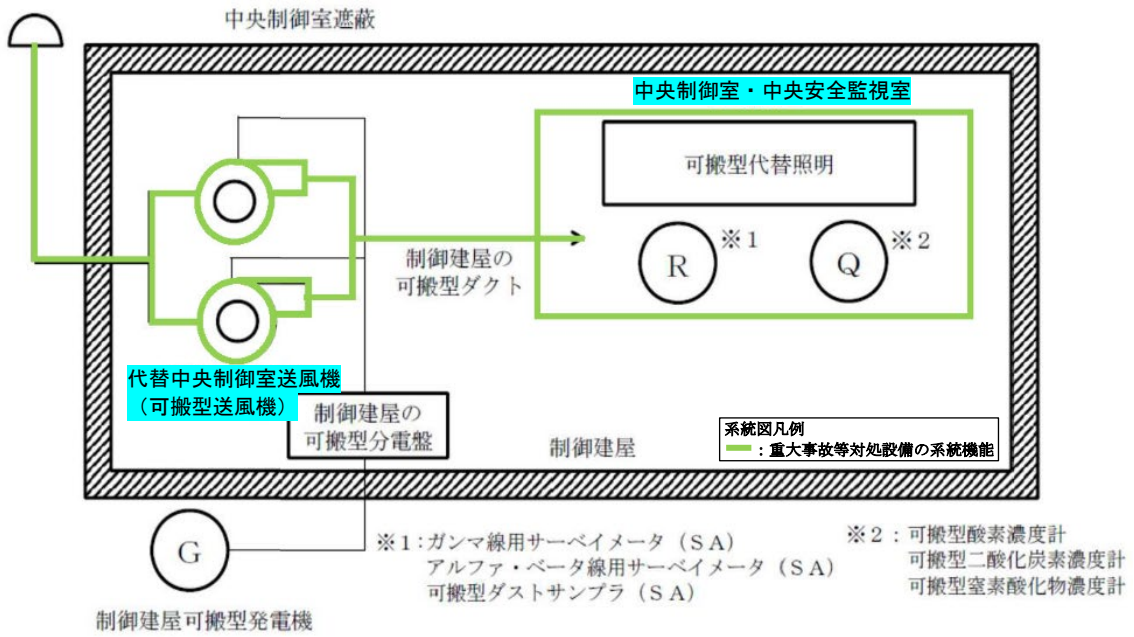 中央制御室遮蔽
中央制御室・中央安全監視室
可搬型代替照明
R
※1
Q
※2
制御建屋の
可搬型ダクト
代替中央制御室送風機
（可搬型送風機）
制御建屋の
可搬型分電盤
制御建屋
系統図凡例
：重大事故等対処設備の系統機能
G
制御建屋可搬型発電機
※1：ガンマ線用サーベイメータ（ＳＡ）
アルファ・ベータ線用サーベイメータ（ＳＡ）
可搬型ダストサンプラ（ＳＡ）
※2：可搬型酸素濃度計
可搬型二酸化炭素濃度計
可搬型窒素酸化物濃度計